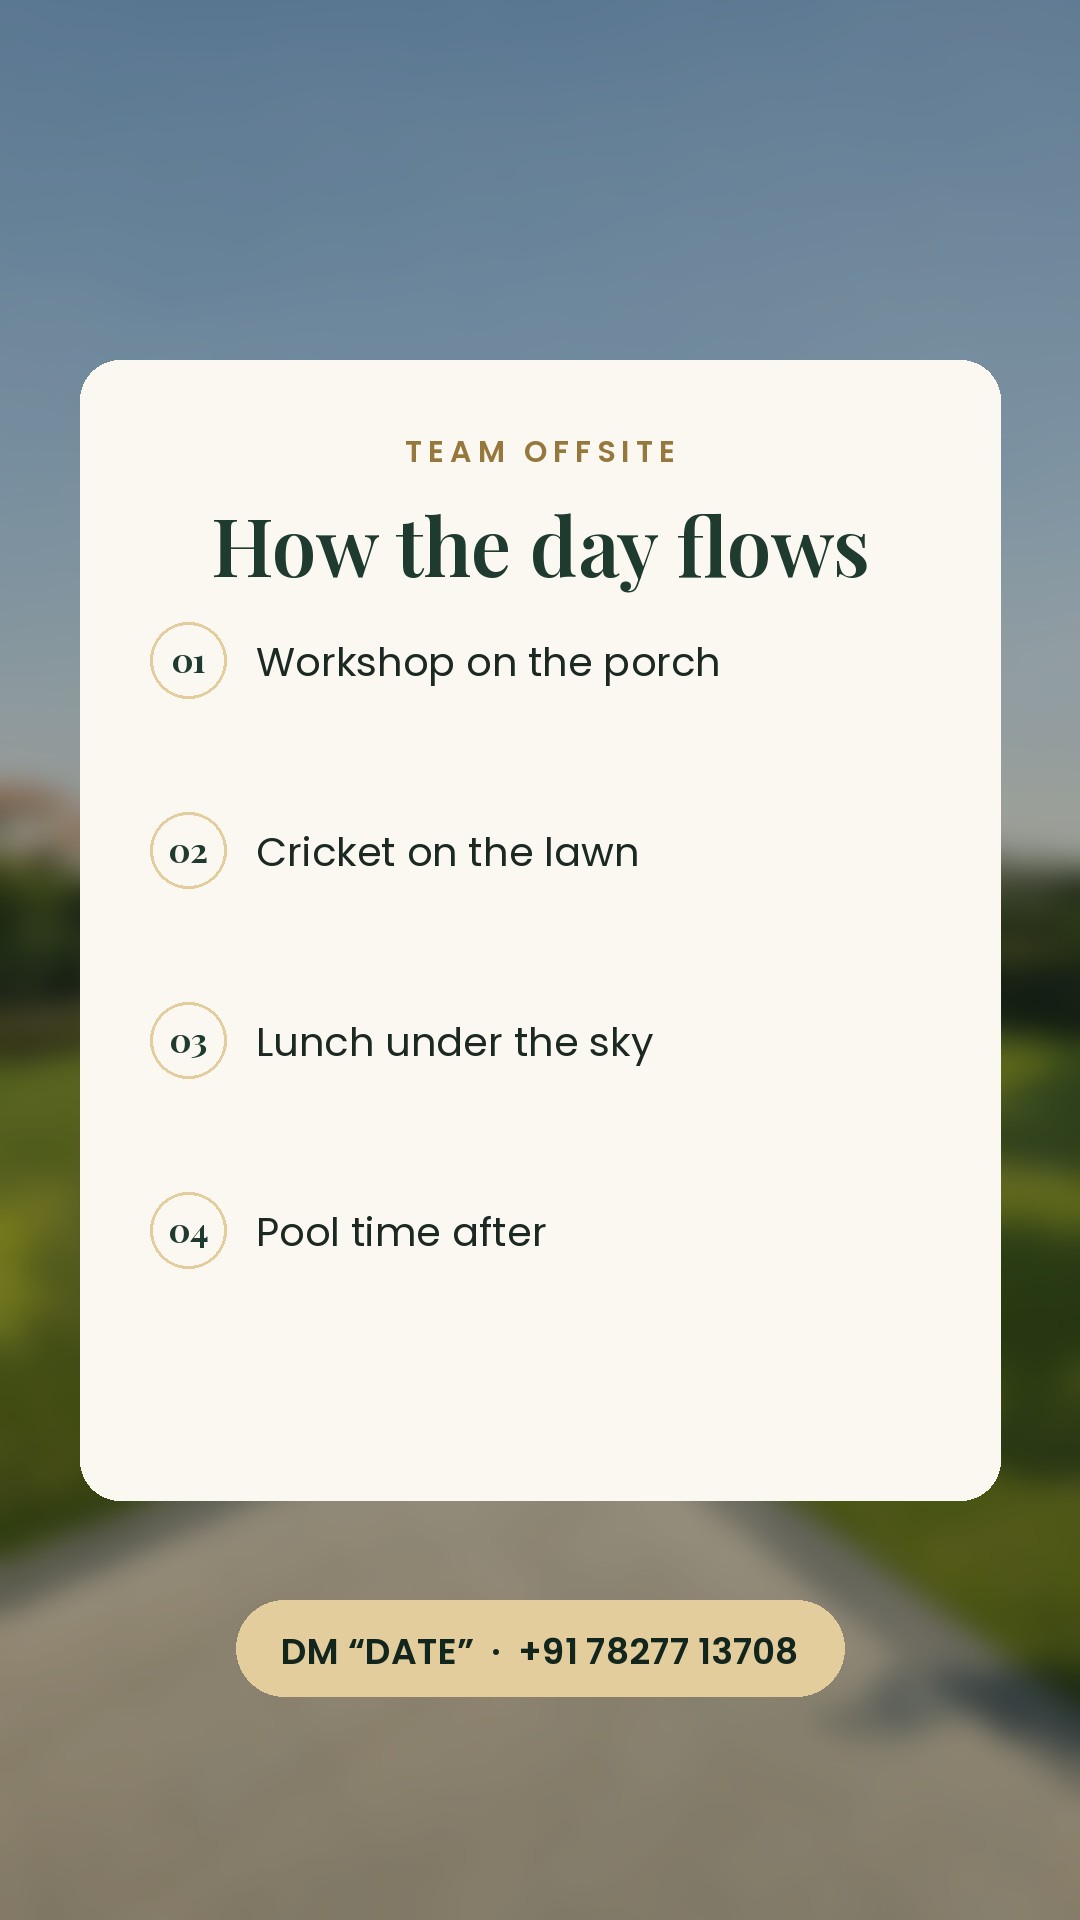 TEAM OFFSITE
How the day flows
01 Workshop on the porch
02 Cricket on the lawn
03 Lunch under the sky
04 Pool time after
DM “DATE” · +91 78277 13708